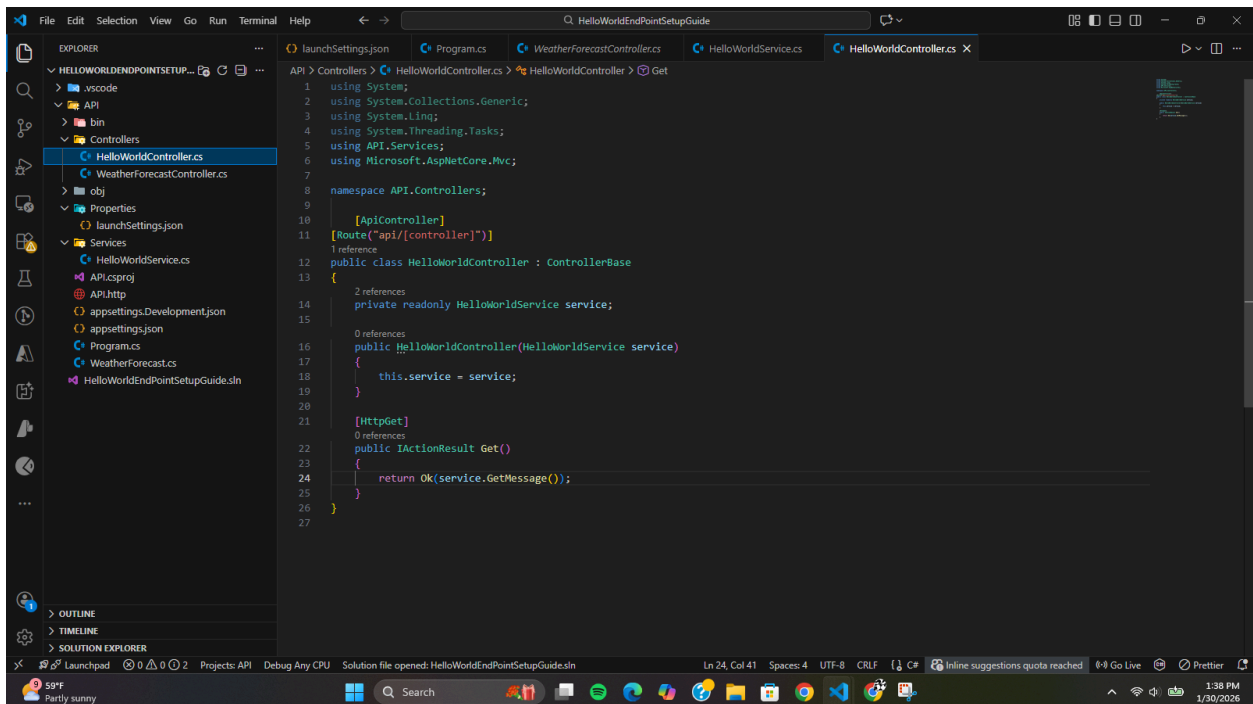 File Edit Selection View Go Run Terminal Help
HelloWorldEndPointSetupGuide
EXPLORER
HELLOWORLDENDPOINTSETUP...
.vscode
API
bin
Controllers
HelloWorldController.cs
WeatherForecastController.cs
obj
Properties
launchSettings.json
Services
HelloWorldService.cs
API.csproj
API.http
appsettings.Development.json
appsettings.json
Program.cs
WeatherForecast.cs
HelloWorldEndPointSetupGuide.sln
OUTLINE
TIMELINE
SOLUTION EXPLORER
launchSettings.json Program.cs WeatherForecastController.cs HelloWorldService.cs HelloWorldController.cs
API > Controllers > HelloWorldController.cs > HelloWorldController > Get
1 using System;
2 using System.Collections.Generic;
3 using System.Linq;
4 using System.Threading.Tasks;
5 using API.Services;
6 using Microsoft.AspNetCore.Mvc;
7
8 namespace API.Controllers;
9
10 [ApiController]
11 [Route("api/[controller]")]
1 reference
12 public class HelloWorldController : ControllerBase
13 {
2 references
14 private readonly HelloWorldService service;
15
0 references
16 public HelloWorldController(HelloWorldService service)
17 {
18 this.service = service;
19 }
20
21 [HttpGet]
0 references
22 public IActionResult Get()
23 {
24 return Ok(service.GetMessage());
25 }
26 }
27
Launchpad 0 0 2 Projects: API Debug Any CPU Solution file opened: HelloWorldEndPointSetupGuide.sln Ln 24, Col 41 Spaces: 4 UTF-8 CRLF C# Inline suggestions quota reached Go Live Prettier
9 59°F
Partly sunny
Search
1:38 PM
1/30/2026